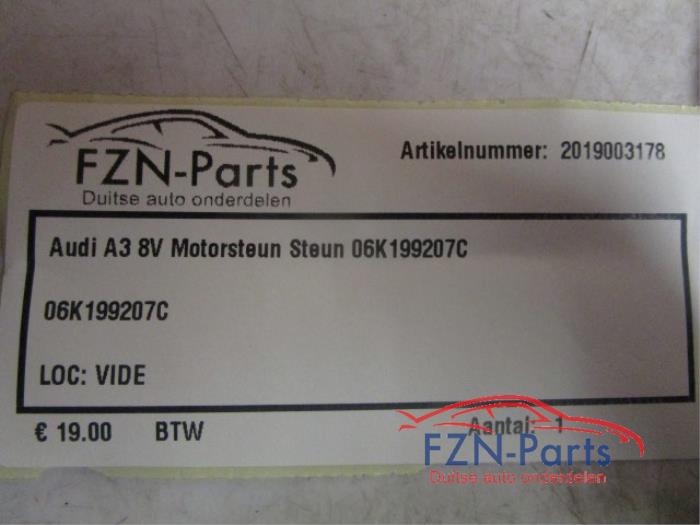 FZN-Parts
Duitse auto onderdelen
Artikelnummer: 2019003178
Audi A3 8V Motorsteun Steun 06K199207C
06K199207C
LOC: VIDE
€ 19.00 BTW
Aantal: 1
FZN-Parts
Duitse auto onderdelen